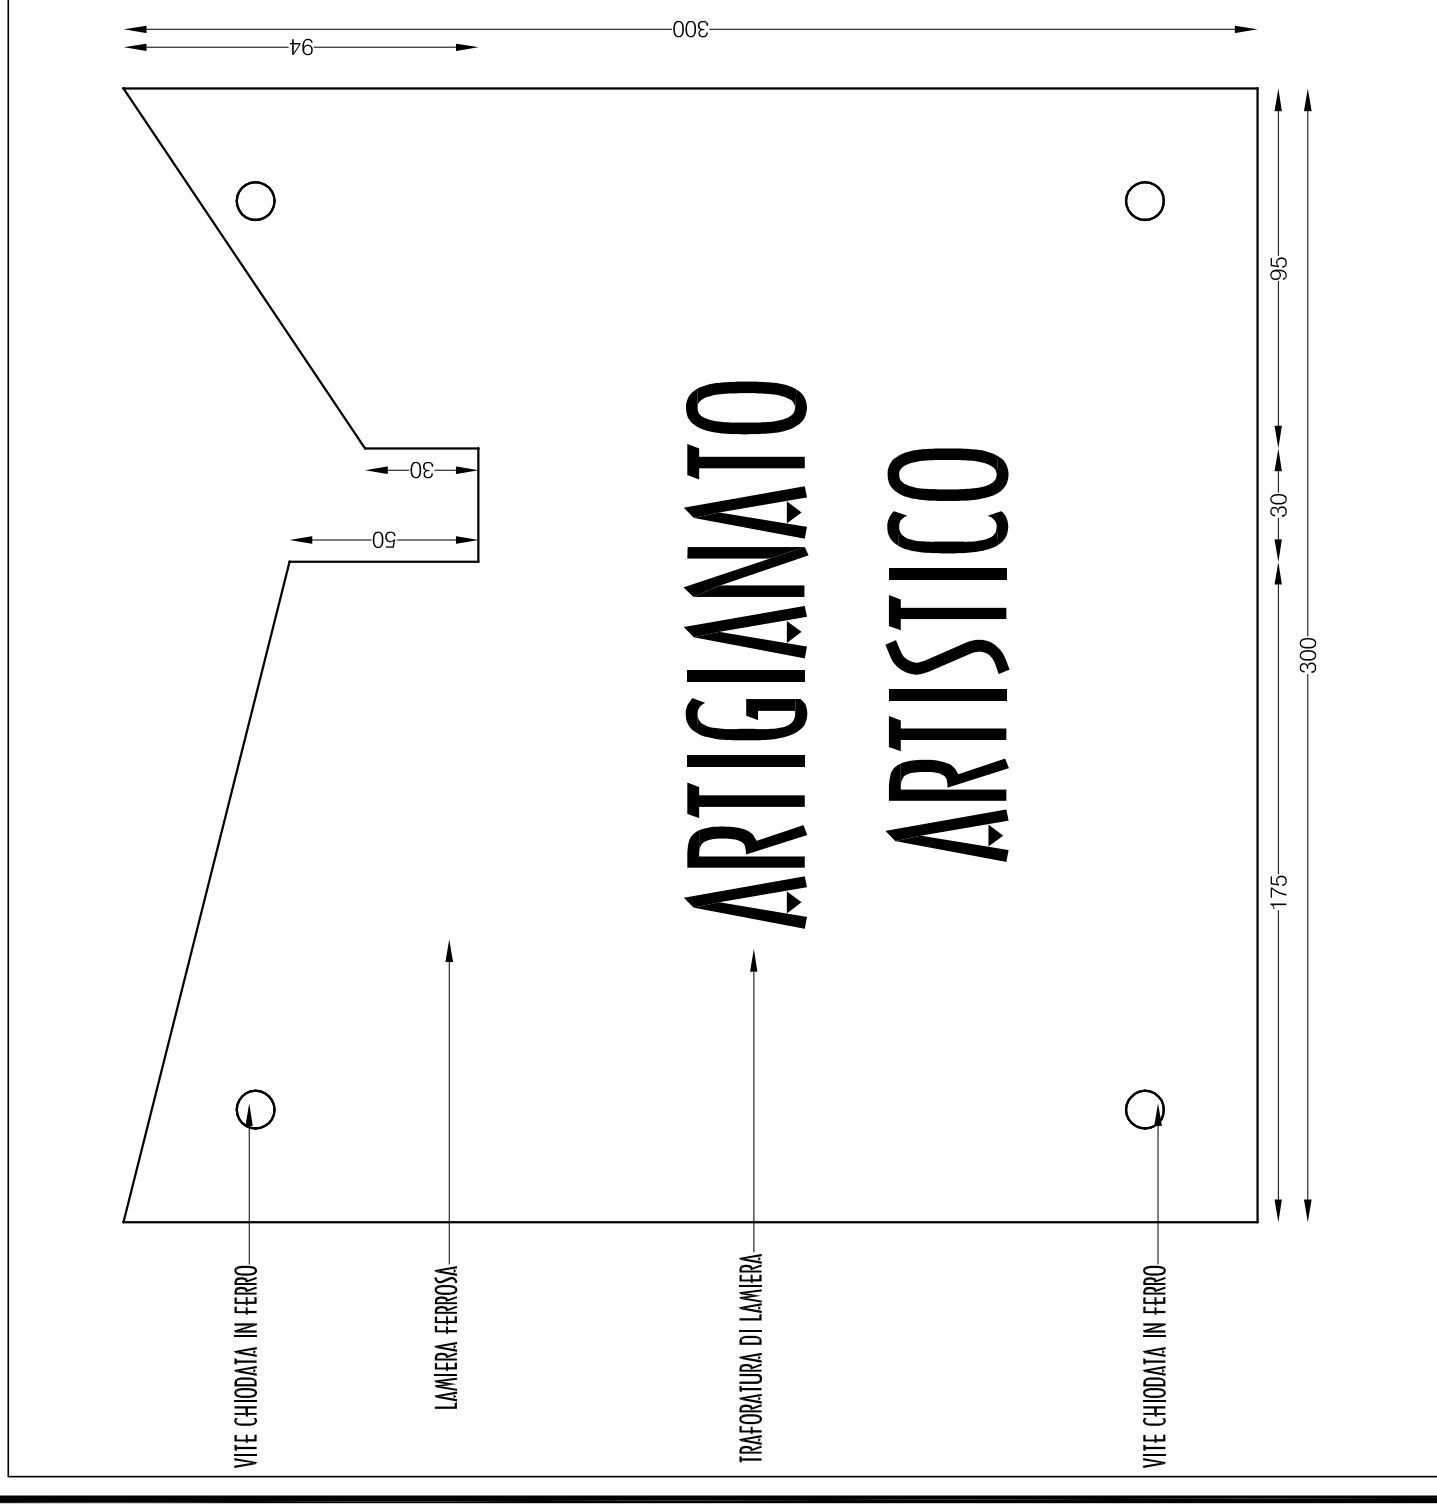 VITE CHIODATA IN FERRO
LAMIERA FERROSA
TRAFORATURA DI LAMIERA
VITE CHIODATA IN FERRO
ARTIGIANATO
ARTISTICO
50
30
94
300
175
30
95
300